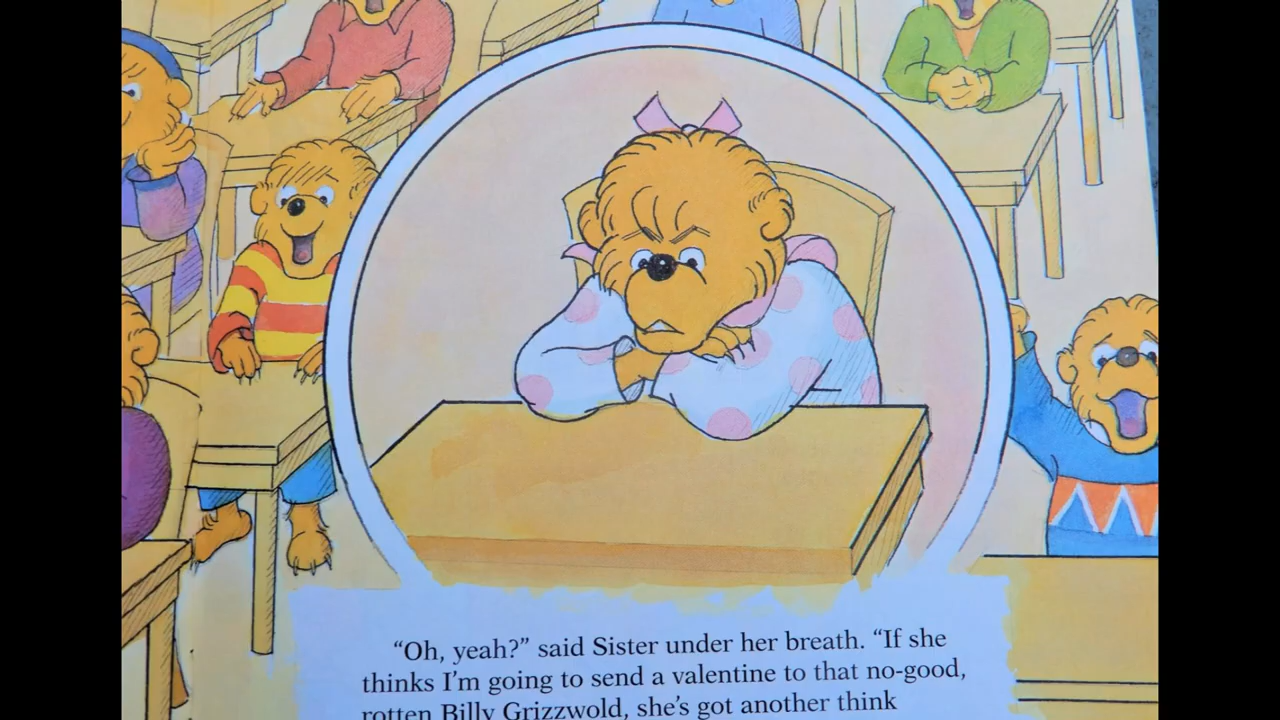 “Oh, yeah?” said Sister under her breath. “If she
thinks I’m going to send a valentine to that no-good,
rotten Billy Grizzwold, she’s got another think